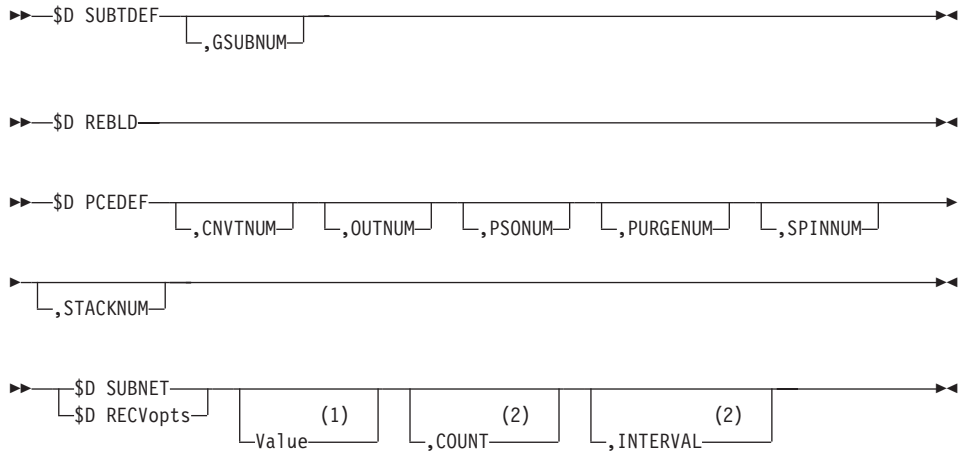 $D SUBTDEF
,GSUBNUM
$D REBLD
$D PCEDEF
,CNVTNUM ,OUTNUM ,PSONUM ,PURGENUM ,SPINNUM
,STACKNUM
$D SUBNET
$D RECVopts (1) (2) (2)
Value ,COUNT ,INTERVAL